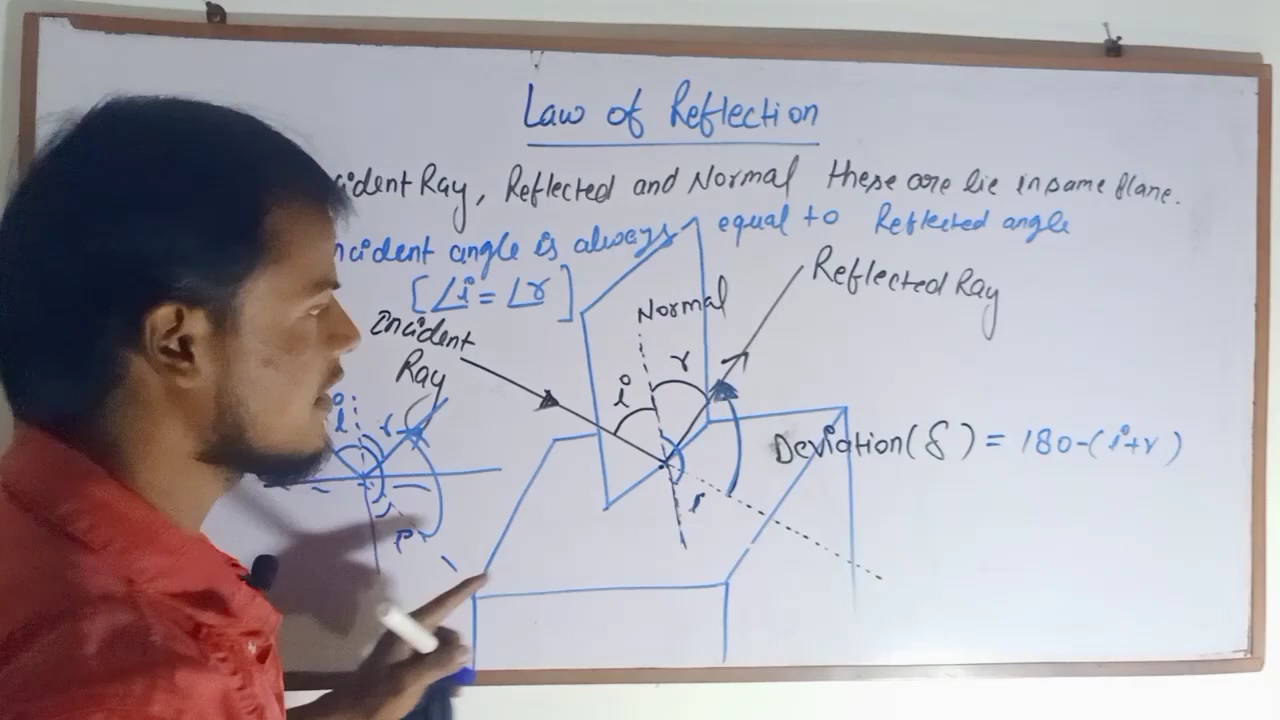 Law of Reflection
cident Ray, Reflected and Normal these are lie in same plane.
ncident angle is always equal to Reflected angle
[∠i = ∠r]
Normal
Reflected Ray
Incident
Ray
i
r
i
r
Deviation(δ) = 180-(i+r)